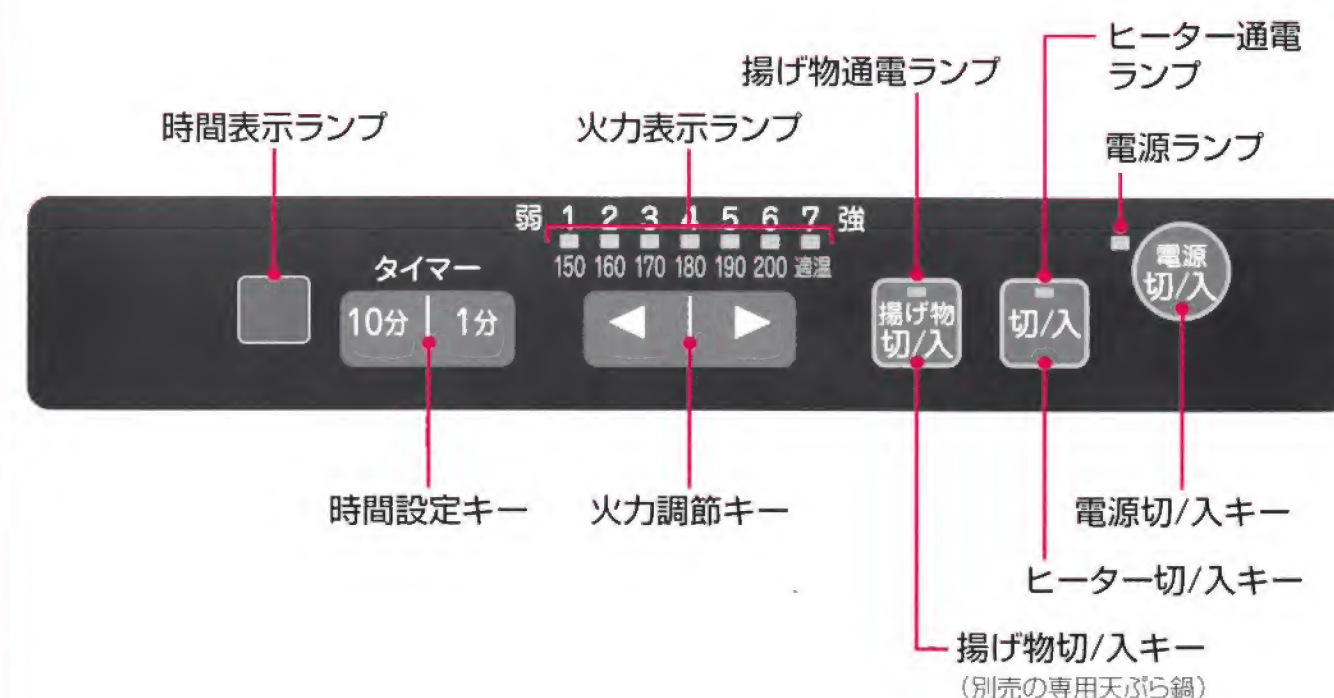 ヒーター通電
ランプ
揚げ物通電ランプ
時間表示ランプ
火力表示ランプ
電源ランプ
弱 1 2 3 4 5 6 7 強
150 160 170 180 190 200 適温
タイマー
10分 1分
◀ ▶
揚げ物
切/入
切/入
電源
切/入
時間設定キー
火力調節キー
電源切/入キー
ヒーター切/入キー
揚げ物切/入キー
(別売の専用天ぷら鍋)